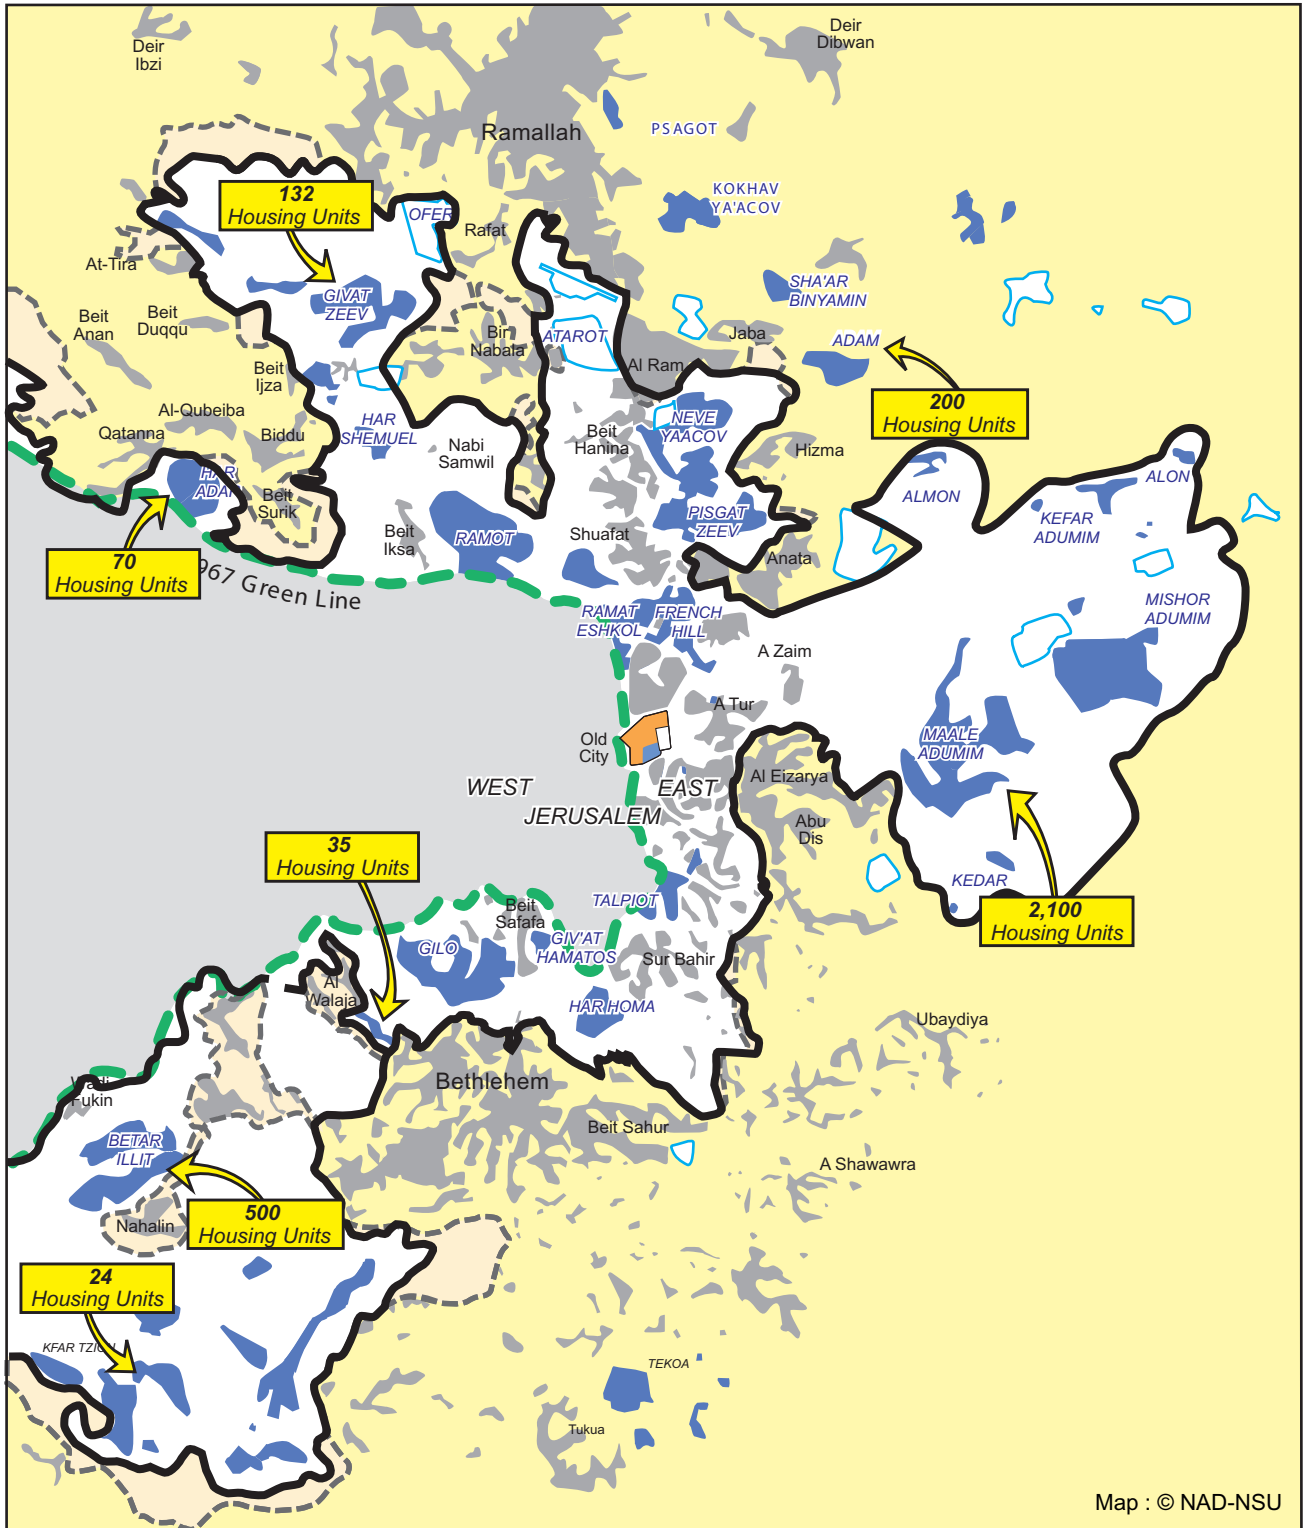 Deir
Ibzi
Deir
Dibwan
Ramallah
PSAGOT
KOKHAV
YA'ACOV
132
Housing Units
OFER
Rafat
At-Tira
SHA'AR
BINYAMIN
GIVAT
ZEEV
Beit
Anan
Beit
Duqqu
Bir
Nabala
ATAROT
Jaba
ADAM
Al Ram
Beit
Ijza
200
Housing Units
Al-Qubeiba
HAR
SHEMUEL
NEVE
YAACOV
Qatanna
Biddu
Nabi
Samwil
Beit
Hanina
Hizma
HAR
ADAM
Beit
Surik
ALMON
ALON
KEFAR
ADUMIM
PISGAT
ZEEV
Beit
Iksa
RAMOT
Shuafat
Anata
70
Housing Units
967 Green Line
RAMAT
ESHKOL
FRENCH
HILL
MISHOR
ADUMIM
A Zaim
A Tur
Old
City
MAALE
ADUMIM
WEST
EAST
JERUSALEM
Al Eizarya
Abu
Dis
35
Housing Units
KEDAR
TALPIOT
2,100
Housing Units
Beit
Safafa
GILO
GIV'AT
HAMATOS
Sur Bahir
Al
Walaja
HAR HOMA
Ubaydiya
Wadi
Fukin
Bethlehem
Beit Sahur
BETAR
ILLIT
A Shawawra
500
Housing Units
Nahalin
24
Housing Units
KFAR TZION
TEKOA
Tukua
Map : © NAD-NSU